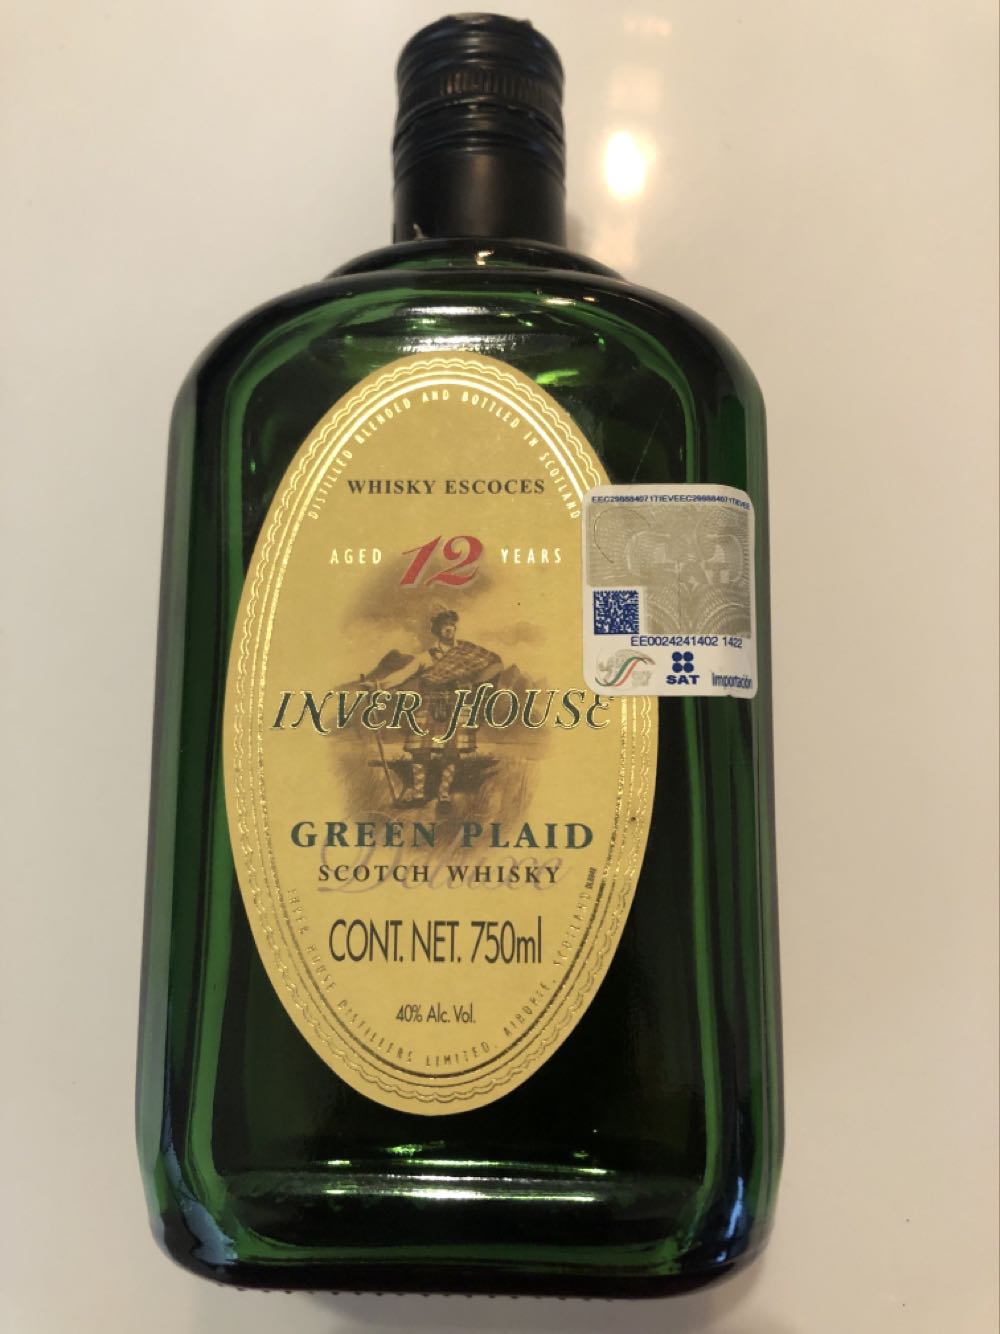 DISTILLED BLENDED AND BOTTLED IN SCOTLAND
WHISKY ESCOCES
AGED 12 YEARS
INVER HOUSE
GREEN PLAID
Deluxe
SCOTCH WHISKY
CONT. NET. 750ml
40% Alc. Vol.
INVER HOUSE DISTILLERS LIMITED, AIRDRIE, SCOTLAND
EE0024241402 1422
SAT
Importación